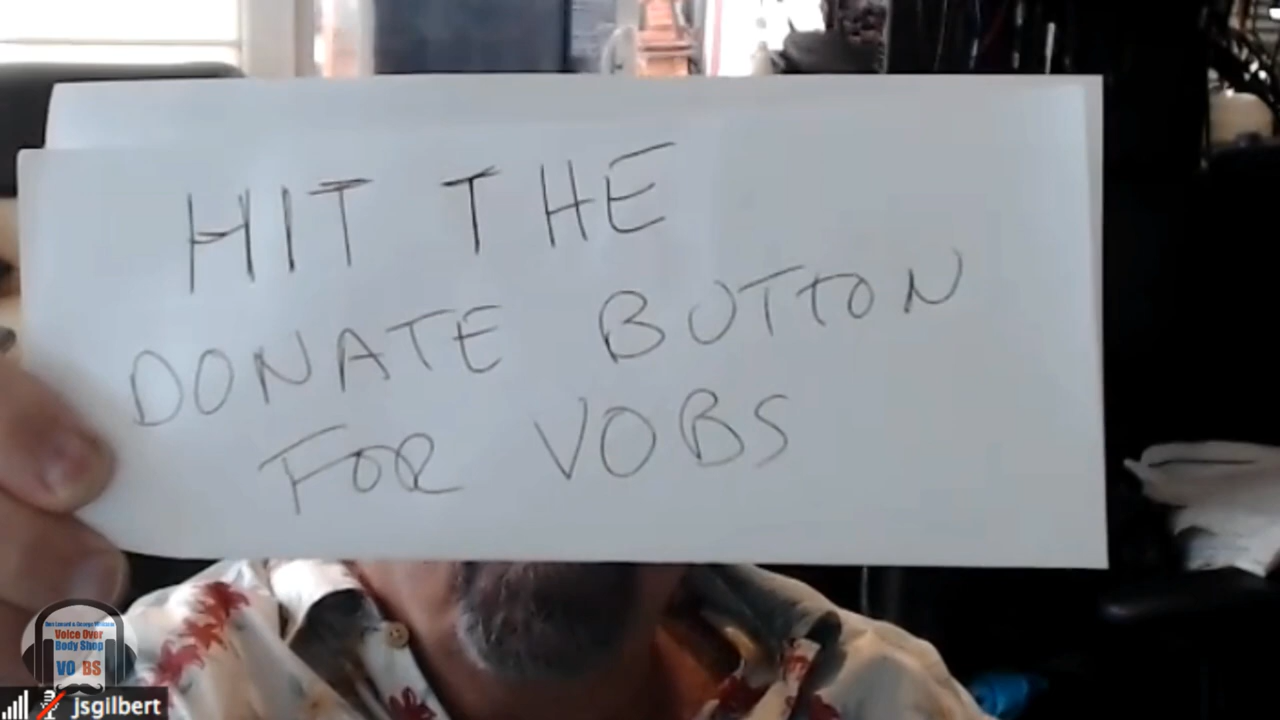 HIT THE
DONATE BUTTON
FOR VOBS
Voice Over
Body Shop
VO BS
jsgilbert